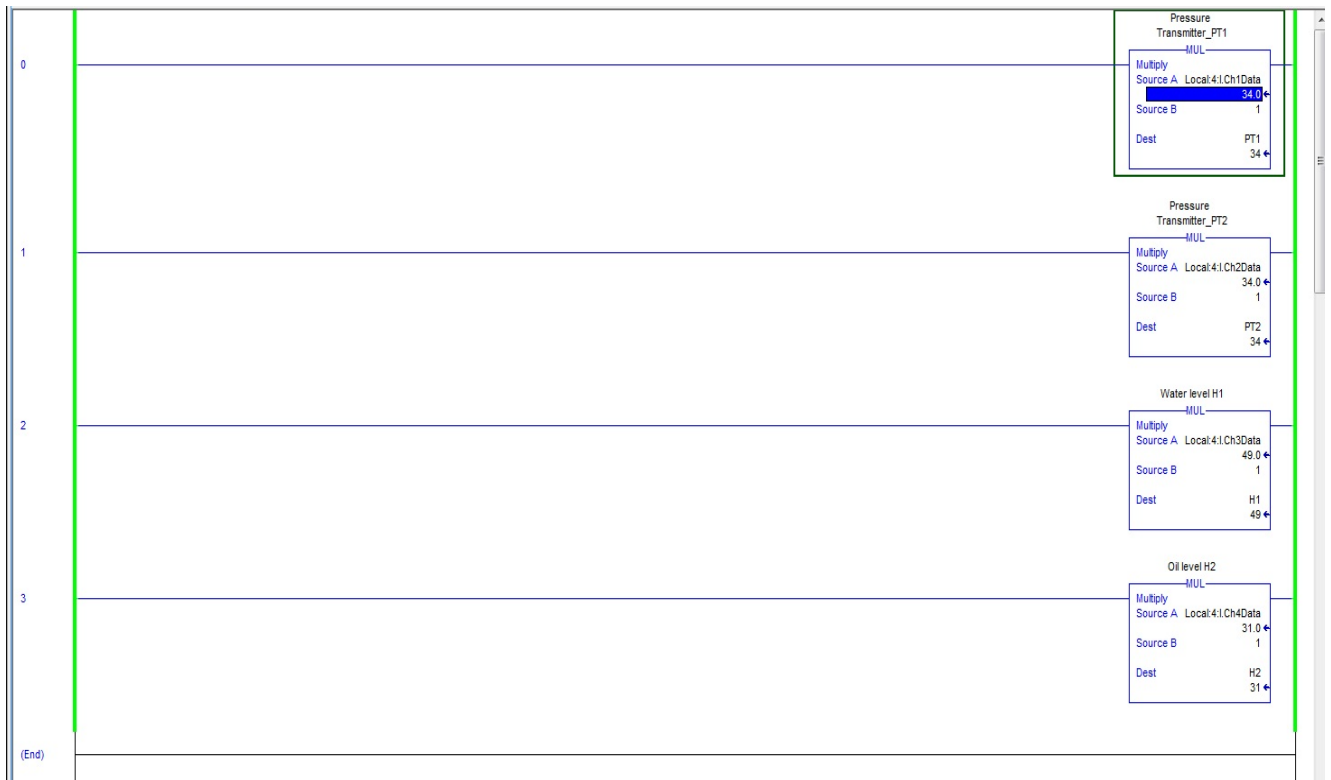 Pressure
Transmitter_PT1
MUL
0
Multiply
Source A Local:4:I.Ch1Data
34.0
Source B 1
Dest PT1
34
Pressure
Transmitter_PT2
MUL
1
Multiply
Source A Local:4:I.Ch2Data
34.0
Source B 1
Dest PT2
34
Water level H1
MUL
2
Multiply
Source A Local:4:I.Ch3Data
49.0
Source B 1
Dest H1
49
Oil level H2
MUL
3
Multiply
Source A Local:4:I.Ch4Data
31.0
Source B 1
Dest H2
31
(End)